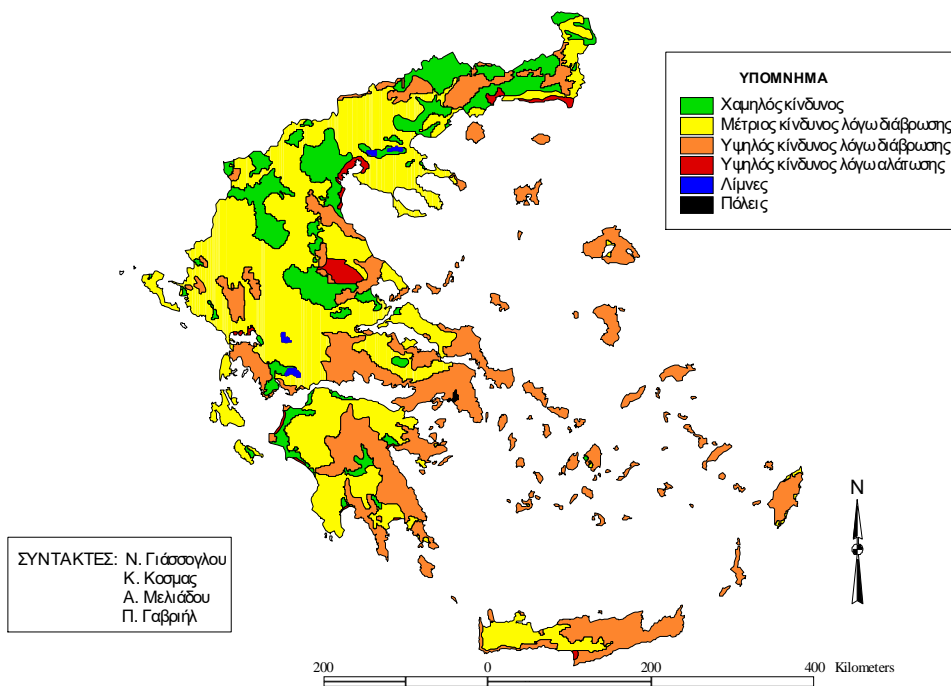 ΥΠΟΜΝΗΜΑ
Χαμηλός κίνδυνος
Μέτριος κίνδυνος λόγω διάβρωσης
Υψηλός κίνδυνος λόγω διάβρωσης
Υψηλός κίνδυνος λόγω αλάτωσης
Λίμνες
Πόλεις
N
ΣΥΝΤΑΚΤΕΣ: Ν. Γιάσσογλου
Κ. Κοσμας
Α. Μελιάδου
Π. Γαβριήλ
200 0 200 400 Kilometers